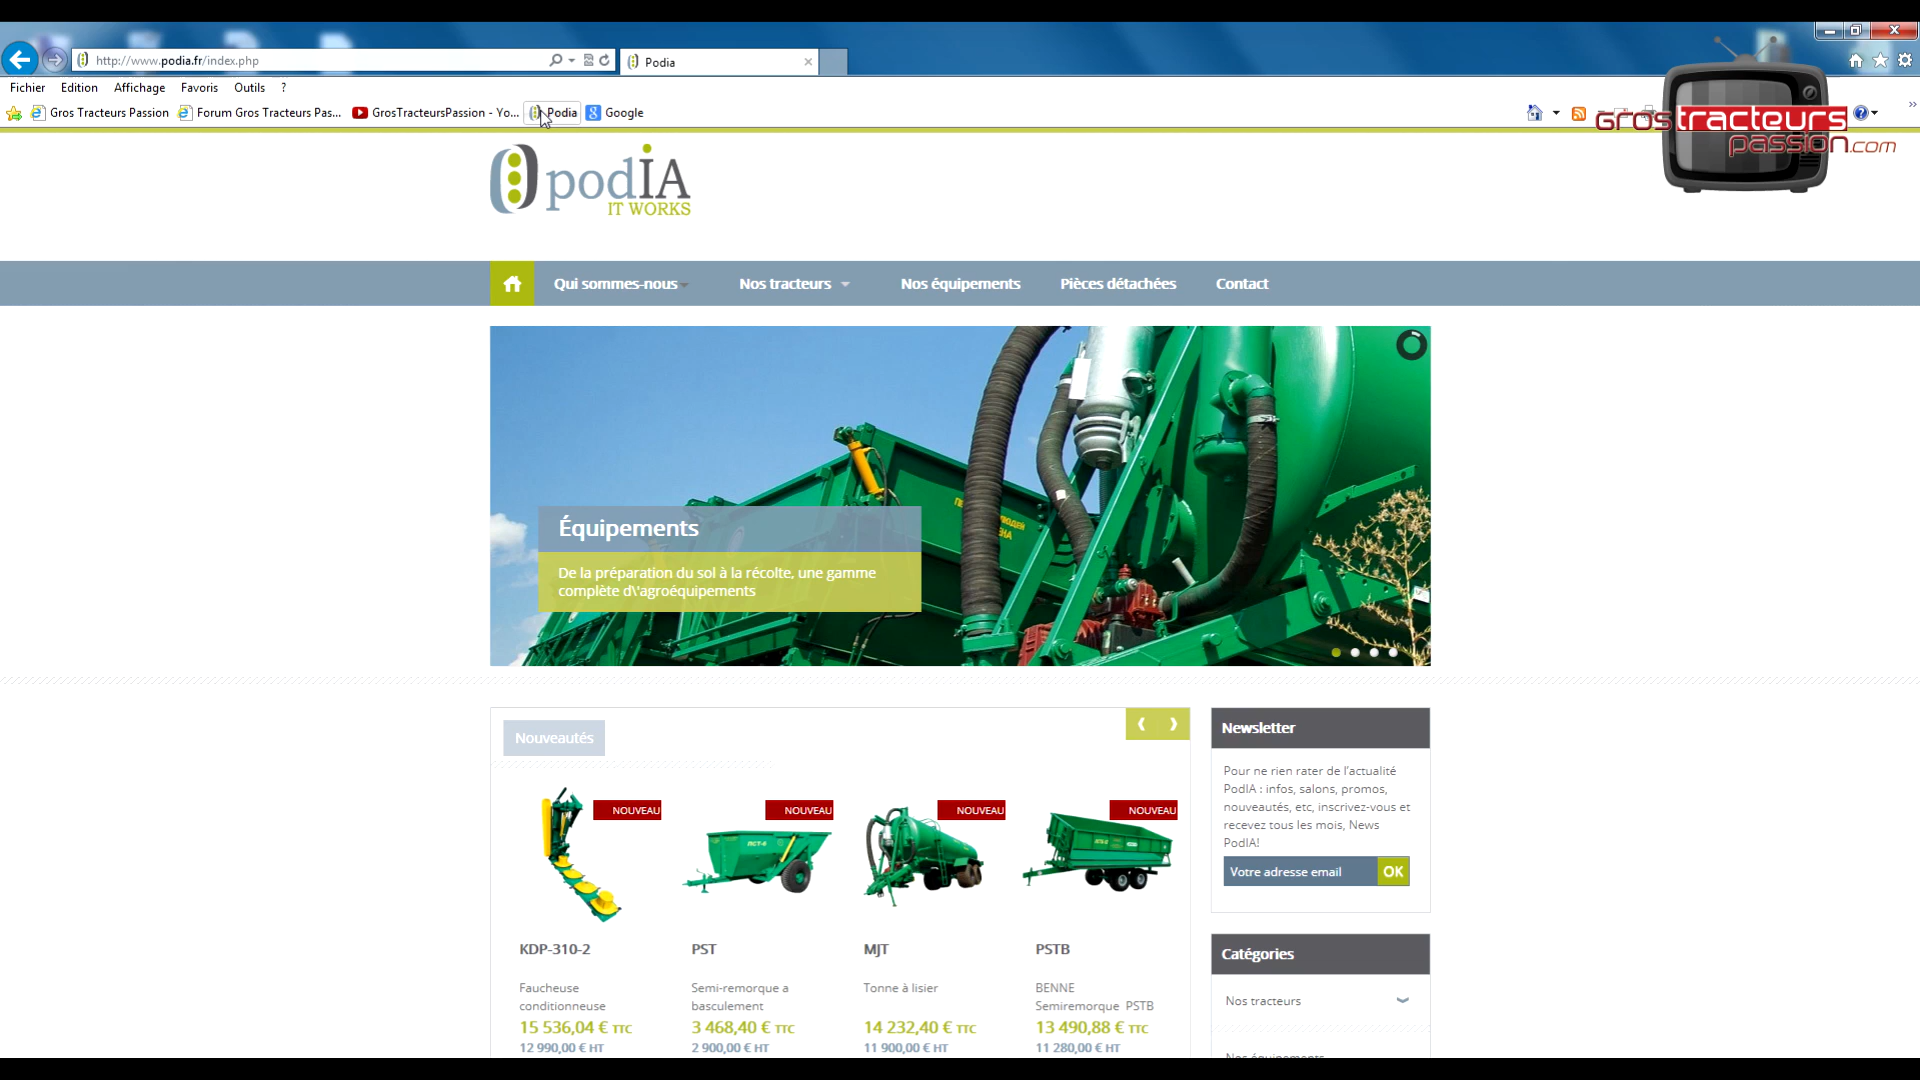 http://www.podia.fr/index.php
Podia
Fichier Edition Affichage Favoris Outils ?
Gros Tracteurs Passion Forum Gros Tracteurs Pas... GrosTracteursPassion - Yo... Podia Google
GROStracteurs
passion.com
podIA
IT WORKS
Qui sommes-nous Nos tracteurs Nos équipements Pièces détachées Contact
Équipements
De la préparation du sol à la récolte, une gamme
complète d\'agroéquipements
Nouveautés
Newsletter
Pour ne rien rater de l’actualité
PodIA : infos, salons, promos,
nouveautés, etc, inscrivez-vous et
recevez tous les mois, News
PodIA!
Votre adresse email OK
NOUVEAU NOUVEAU NOUVEAU NOUVEAU
ПСТ-6
KDP-310-2 PST MJT PSTB
Faucheuse
conditionneuse
Semi-remorque a
basculement
Tonne à lisier
BENNE
Semiremorque PSTB
15 536,04 € TTC 3 468,40 € TTC 14 232,40 € TTC 13 490,88 € TTC
12 990,00 € HT 2 900,00 € HT 11 900,00 € HT 11 280,00 € HT
Catégories
Nos tracteurs
Nos équipements